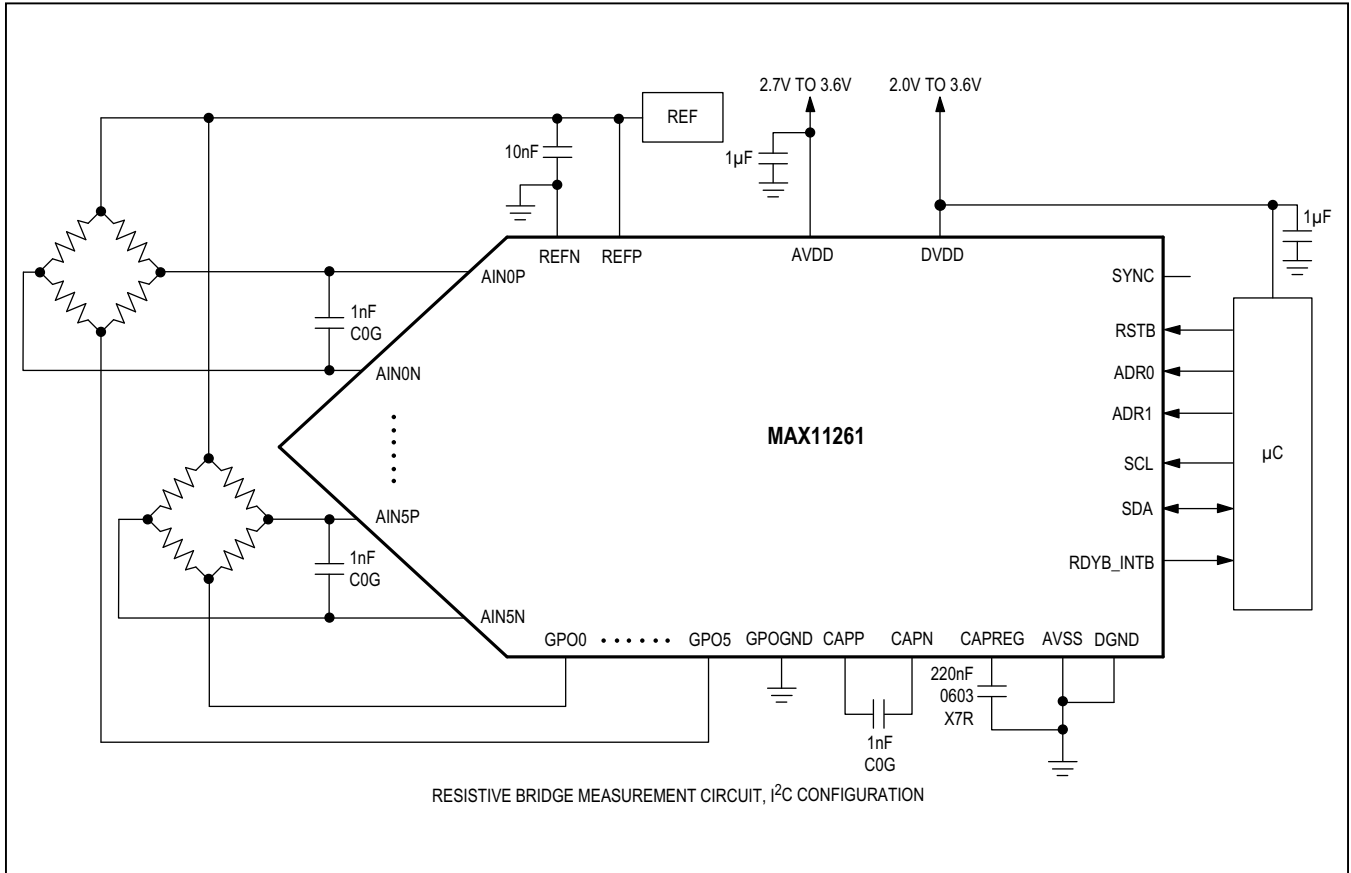 2.7V TO 3.6V
2.0V TO 3.6V
REF
10nF
1µF
1µF
REFN
REFP
AVDD
DVDD
AIN0P
SYNC
1nF
C0G
RSTB
AIN0N
ADR0
ADR1
MAX11261
µC
SCL
AIN5P
SDA
1nF
C0G
RDYB_INTB
AIN5N
GPO0
GPO5
GPOGND
CAPP
CAPN
CAPREG
AVSS
DGND
220nF
0603
X7R
1nF
C0G
RESISTIVE BRIDGE MEASUREMENT CIRCUIT, I²C CONFIGURATION